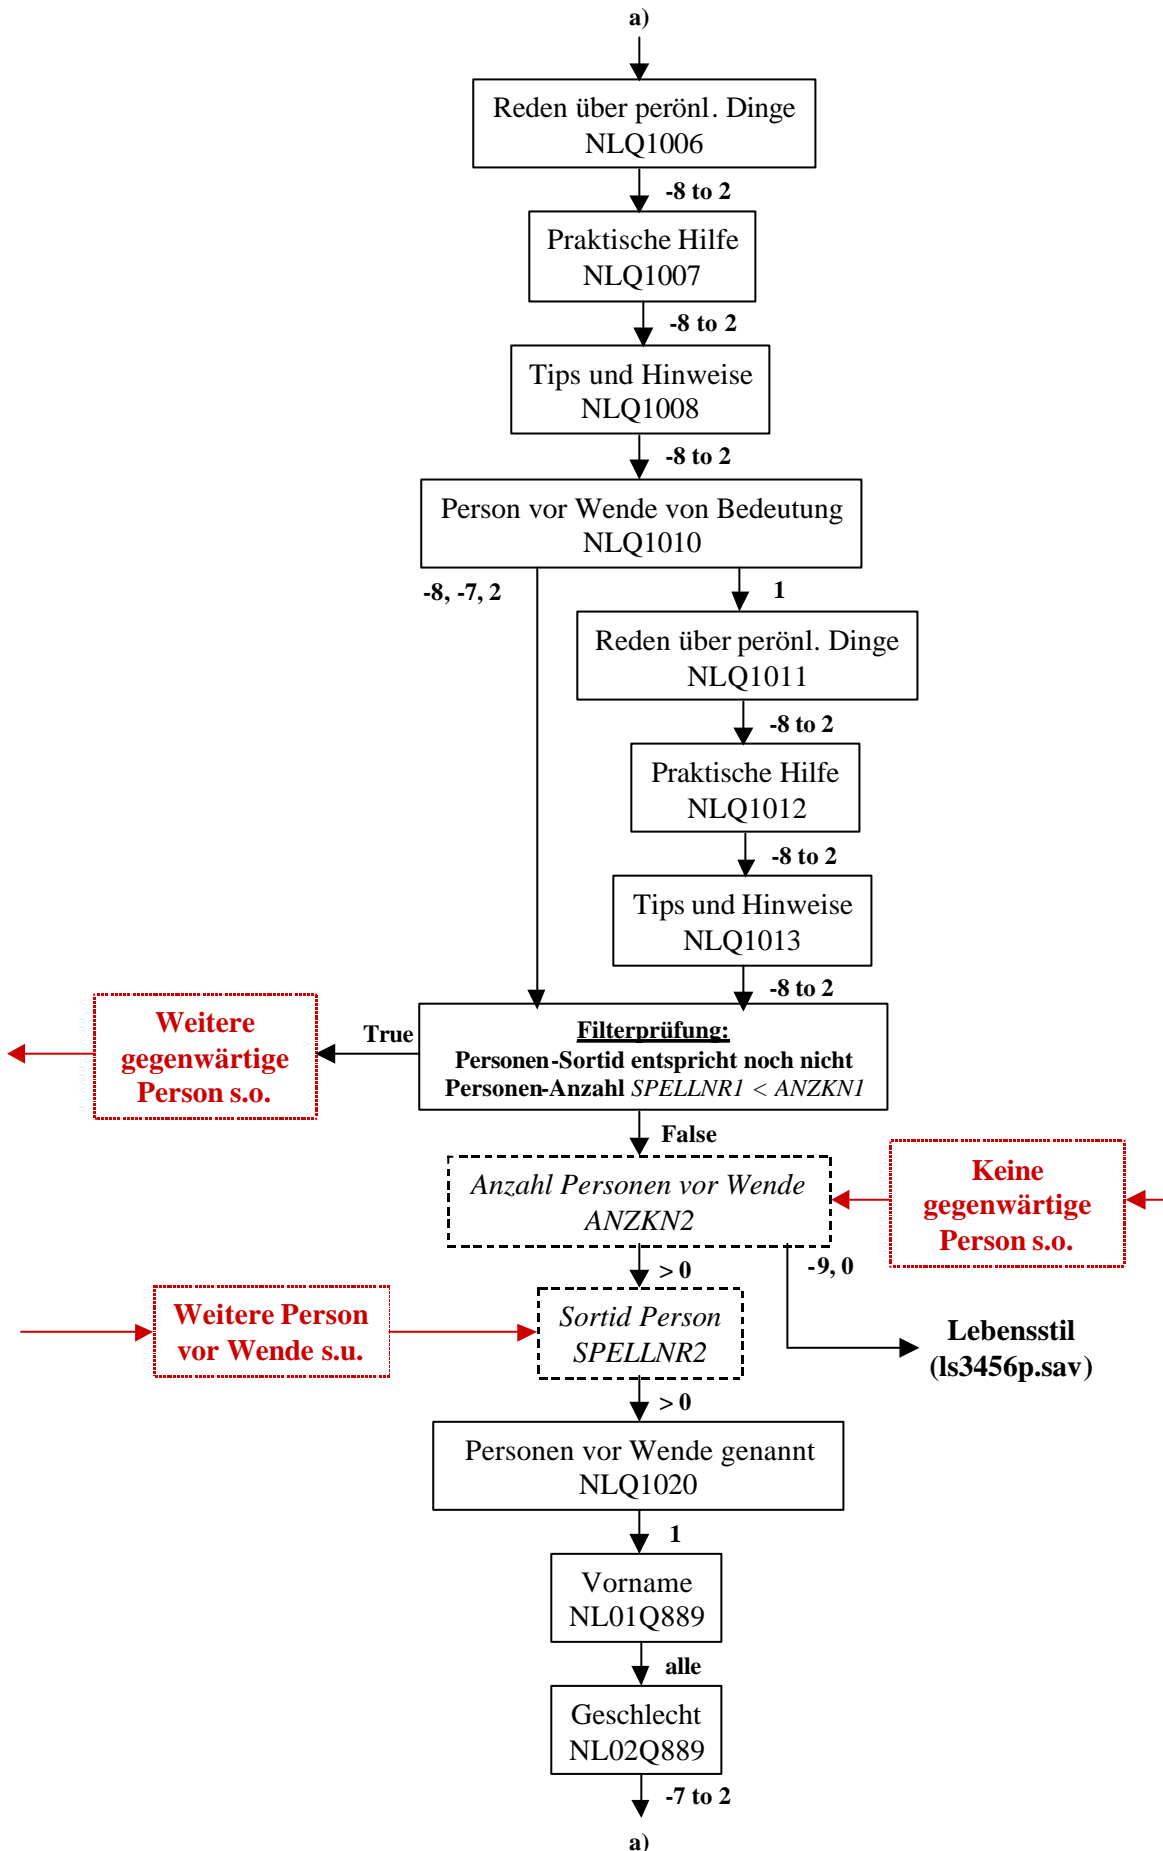 a)
Reden über perönl. Dinge
NLQ1006
-8 to 2
Praktische Hilfe
NLQ1007
-8 to 2
Tips und Hinweise
NLQ1008
-8 to 2
Person vor Wende von Bedeutung
NLQ1010
-8, -7, 2
1
Reden über perönl. Dinge
NLQ1011
-8 to 2
Praktische Hilfe
NLQ1012
-8 to 2
Tips und Hinweise
NLQ1013
-8 to 2
Weitere
gegenwärtige
Person s.o.
True
Filterprüfung:
Personen-Sortid entspricht noch nicht
Personen-Anzahl SPELLNR1 < ANZKN1
False
Anzahl Personen vor Wende
ANZKN2
Keine
gegenwärtige
Person s.o.
> 0
-9, 0
Weitere Person
vor Wende s.u.
Sortid Person
SPELLNR2
Lebensstil
(ls3456p.sav)
> 0
Personen vor Wende genannt
NLQ1020
1
Vorname
NL01Q889
alle
Geschlecht
NL02Q889
-7 to 2
a)